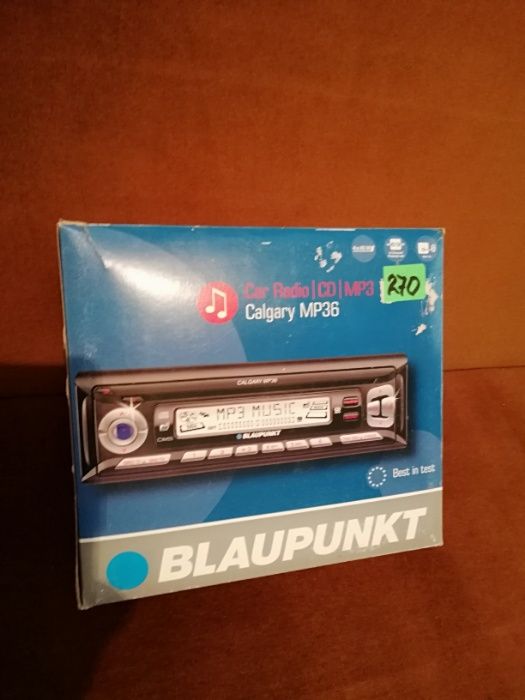 Car Radio | CD | MP3
270
Calgary MP36
CALGARY MP36
MP3 MUSIC
BLAUPUNKT
Best in test
BLAUPUNKT